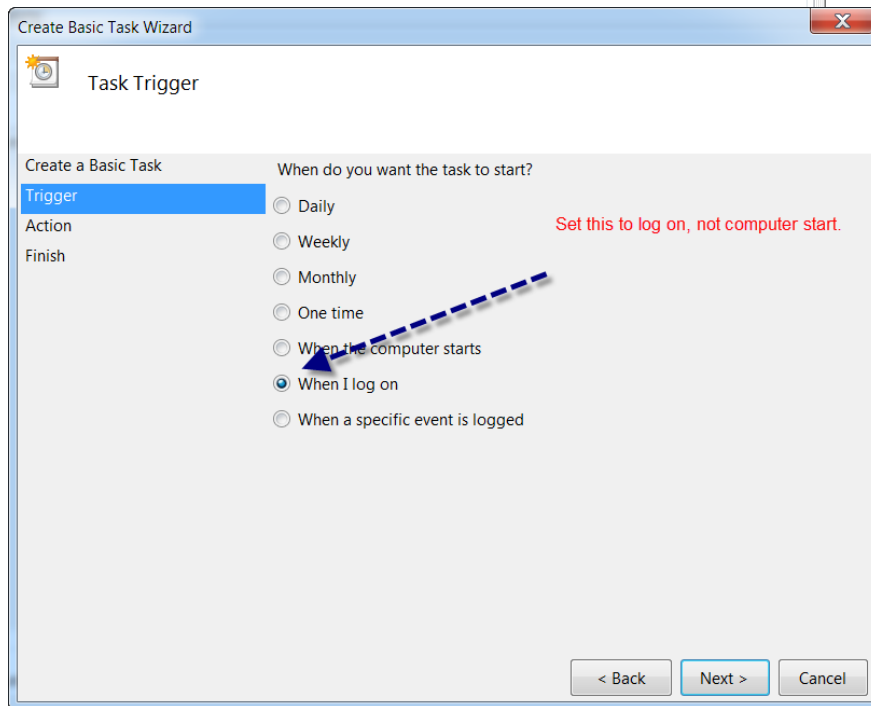 Create Basic Task Wizard
Task Trigger
Create a Basic Task
Trigger
Action
Finish
When do you want the task to start?
Daily
Weekly
Monthly
One time
When the computer starts
When I log on
When a specific event is logged
Set this to log on, not computer start.
< Back
Next >
Cancel